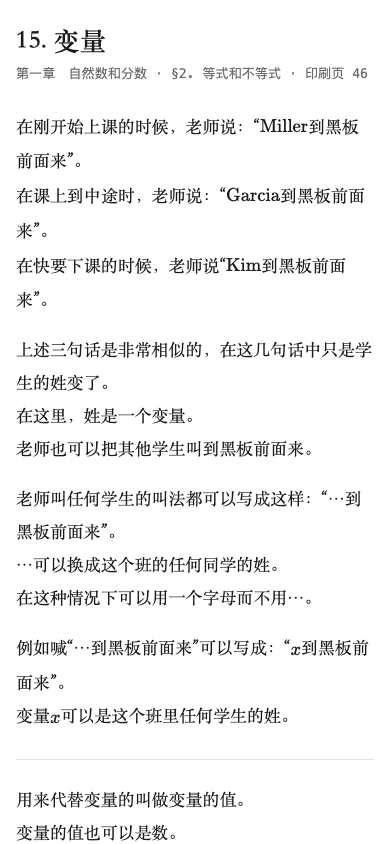 15. 变量
第一章 自然数和分数 · §2. 等式和不等式 · 印刷页 46
在刚开始上课的时候，老师说：“Miller到黑板
前面来”。
在课上到中途时，老师说：“Garcia到黑板前面
来”。
在快要下课的时候，老师说“Kim到黑板前面
来”。
上述三句话是非常相似的，在这几句话中只是学
生的姓变了。
在这里，姓是一个变量。
老师也可以把其他学生叫到黑板前面来。
老师叫任何学生的叫法都可以写成这样：“⋯到
黑板前面来”。
⋯可以换成这个班的任何同学的姓。
在这种情况下可以用一个字母而不用⋯。
例如喊“⋯到黑板前面来”可以写成：“x到黑板前
面来”。
变量x可以是这个班里任何学生的姓。
用来代替变量的叫做变量的值。
变量的值也可以是数。